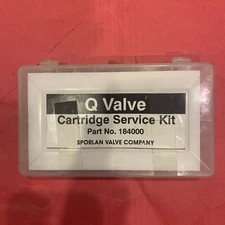 Q Valve
Cartridge Service Kit
Part No. 184000
SPORLAN VALVE COMPANY